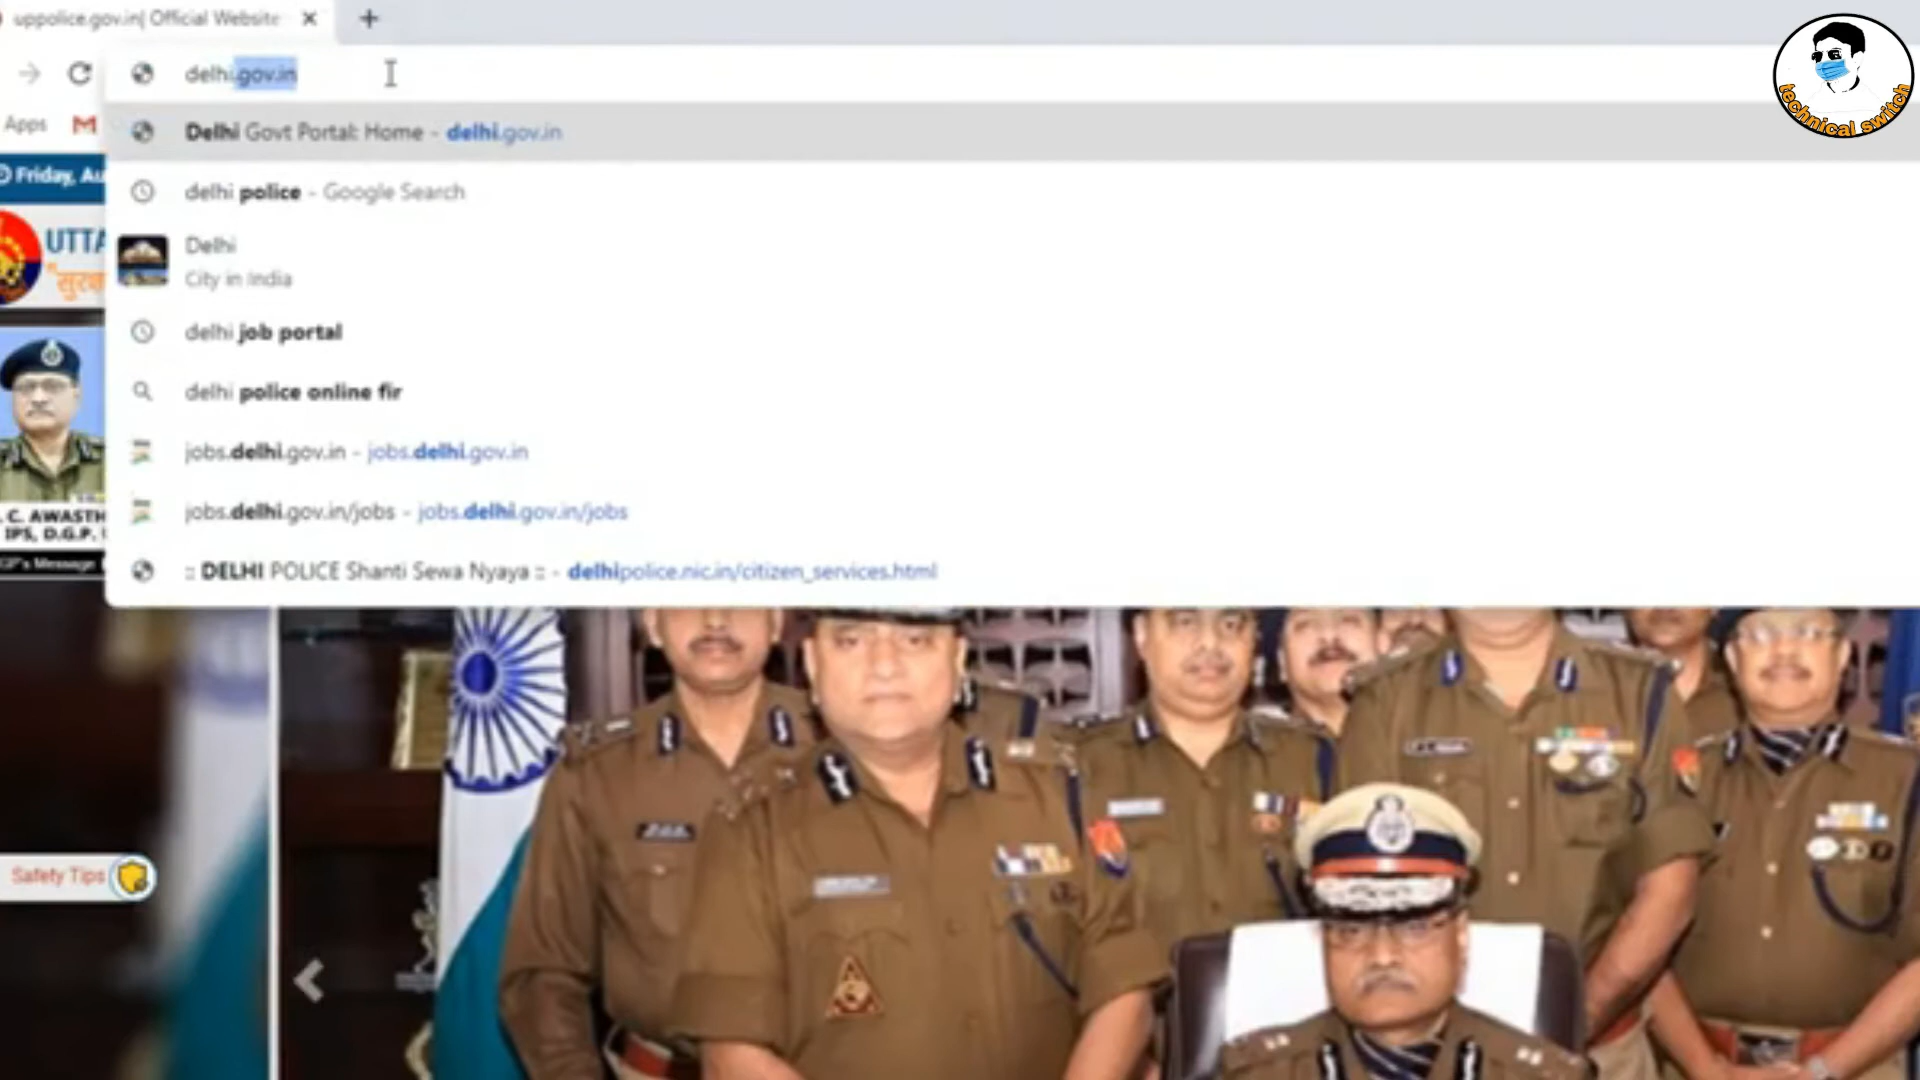 uppolice.gov.in| Official Website
delhi.gov.in
Apps
Delhi Govt Portal: Home - delhi.gov.in
delhi police - Google Search
Delhi
City in India
delhi job portal
delhi police online fir
jobs.delhi.gov.in - jobs.delhi.gov.in
jobs.delhi.gov.in/jobs - jobs.delhi.gov.in/jobs
:: DELHI POLICE Shanti Sewa Nyaya :: - delhipolice.nic.in/citizen_services.html
Friday, Au
UTTA
C. AWASTH
IPS, D.G.P.
Message
Safety Tips
technical switch